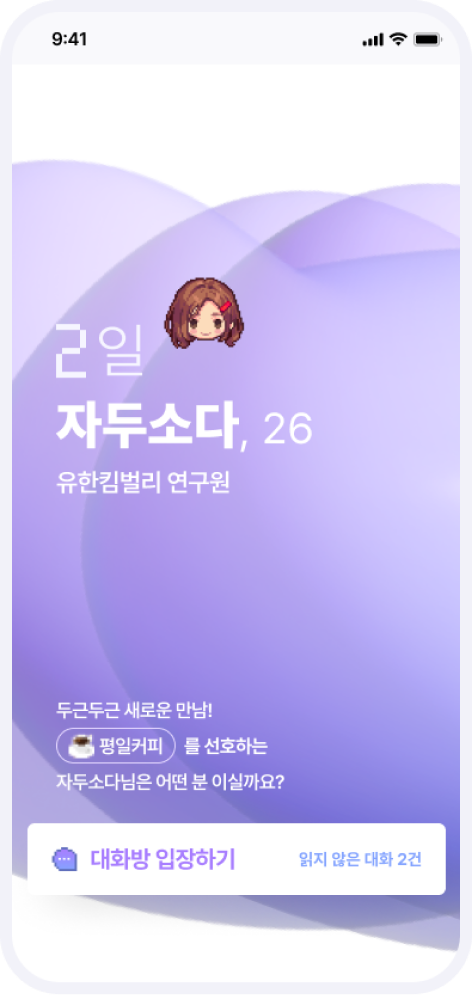 9:41
2일
자두소다, 26
유한킴벌리 연구원
두근두근 새로운 만남!
평일커피 를 선호하는
자두소다님은 어떤 분 이실까요?
대화방 입장하기 읽지 않은 대화 2건